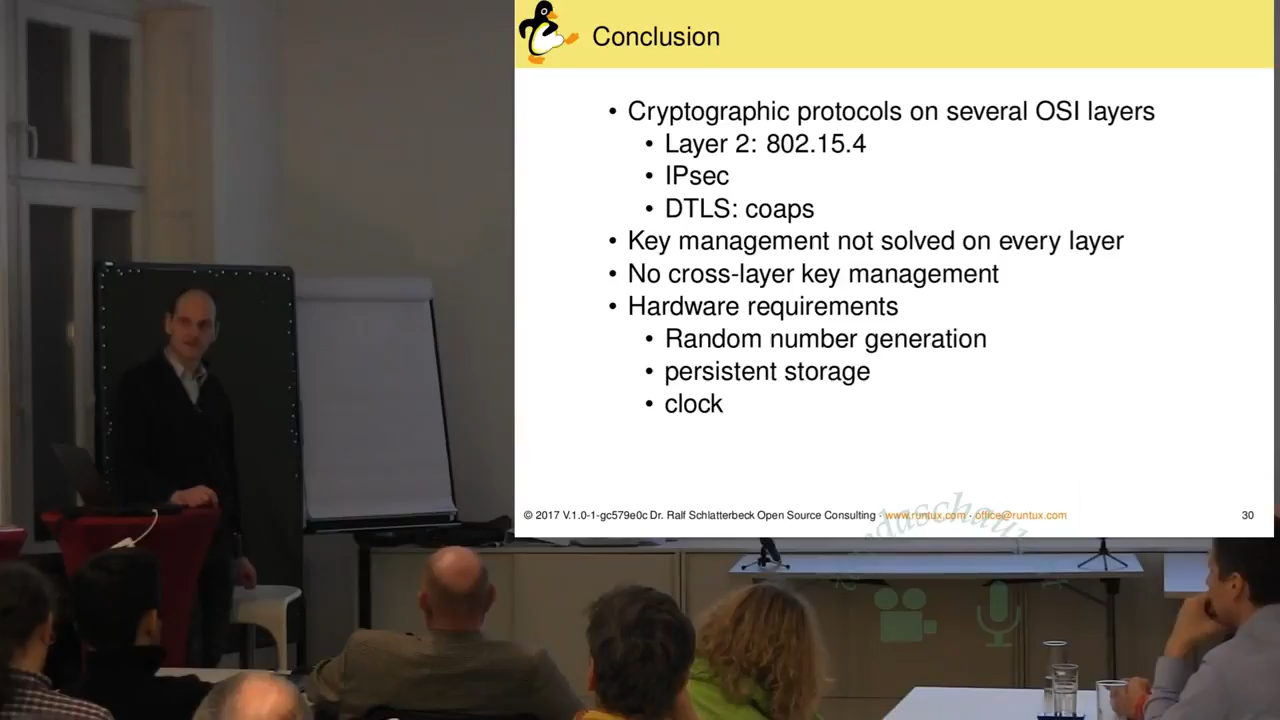 Conclusion
• Cryptographic protocols on several OSI layers
• Layer 2: 802.15.4
• IPsec
• DTLS: coaps
• Key management not solved on every layer
• No cross-layer key management
• Hardware requirements
• Random number generation
• persistent storage
• clock
© 2017 V.1.0-1-gc579e0c Dr. Ralf Schlatterbeck Open Source Consulting · www.runtux.com · office@runtux.com 30